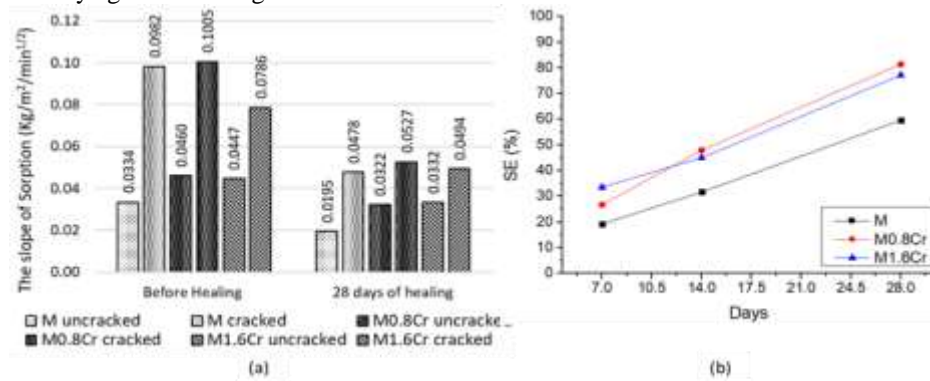 The slope of Sorption (Kg/m²/min¹ᐟ²)
0.12
0.10
0.08
0.06
0.04
0.02
0.00
0.0334
0.0982
0.0460
0.1005
0.0447
0.0786
0.0195
0.0478
0.0322
0.0527
0.0332
0.0494
Before Healing
28 days of healing
M uncracked
M cracked
M0.8Cr uncracke
M0.8Cr cracked
M1.6Cr uncracked
M1.6Cr cracked
(a)
SE (%)
100
90
80
70
60
50
40
30
20
10
0
7.0
10.5
14.0
17.5
21.0
24.5
28.0
Days
M
M0.8Cr
M1.6Cr
(b)